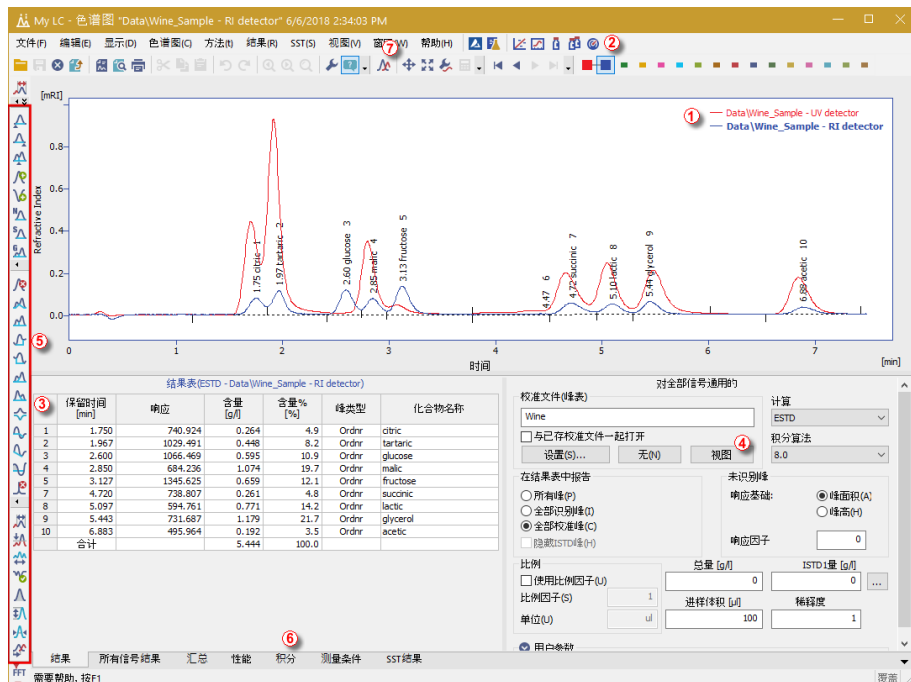 My LC - 色谱图 "Data\Wine_Sample - RI detector" 6/6/2018 2:34:03 PM
文件(F) 编辑(E) 显示(D) 色谱图(C) 方法(t) 结果(R) SST(S) 视图(V) 窗口(W) 帮助(H) ②
⑦
[mRI]
① Data\Wine_Sample - UV detector
Data\Wine_Sample - RI detector
Refractive Index
0.8
0.6
0.4
0.2
0.0
1.75 citric 1
1.97 tartaric 2
2.60 glucose 3
2.85 malic 4
3.13 fructose 5
4.47 6
4.72 succinic 7
5.10 lactic 8
5.44 glycerol 9
6.88 acetic 10
0 1 2 3 4 5 6 7
时间 [min]
⑤
结果表(ESTD - Data\Wine_Sample - RI detector)
③ 保留时间 [min] 响应 含量 [g/l] 含量% [%] 峰类型 化合物名称
1 1.750 740.924 0.264 4.9 Ordnr citric
2 1.967 1029.491 0.448 8.2 Ordnr tartaric
3 2.600 1066.469 0.595 10.9 Ordnr glucose
4 2.850 684.236 1.074 19.7 Ordnr malic
5 3.127 1345.625 0.659 12.1 Ordnr fructose
7 4.720 738.807 0.261 4.8 Ordnr succinic
8 5.097 594.761 0.771 14.2 Ordnr lactic
9 5.443 731.687 1.179 21.7 Ordnr glycerol
10 6.883 495.964 0.192 3.5 Ordnr acetic
合计 5.444 100.0
对全部信号通用的
校准文件(峰表)
Wine
与已存校准文件一起打开
设置(S)... 无(N) 视图 ④
计算
ESTD
积分算法
8.0
在结果表中报告
所有峰(P)
全部识别峰(I)
全部校准峰(C)
隐藏ISTD峰(H)
未识别峰
响应基础: 峰面积(A)
峰高(H)
响应因子 0
比例
使用比例因子(U)
比例因子(S) 1
单位(U) ul
总量 [g/l] ISTD1量 [g/l]
0 0 ...
进样体积 [µl] 稀释度
100 1
用户参数
⑥
结果 所有信号结果 汇总 性能 积分 测量条件 SST结果
FFT
需要帮助, 按F1 覆盖